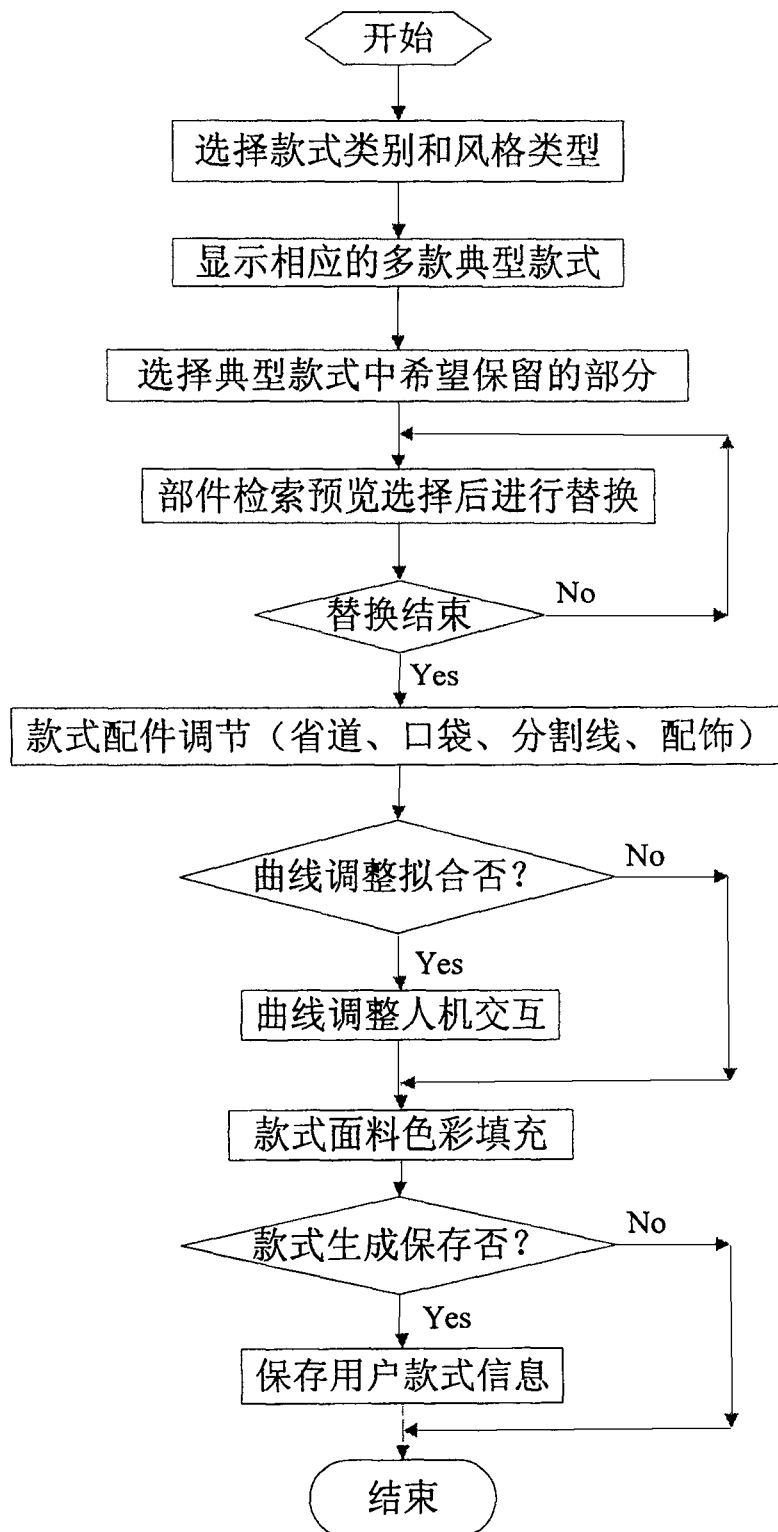 开始
选择款式类别和风格类型
显示相应的多款典型款式
选择典型款式中希望保留的部分
部件检索预览选择后进行替换
替换结束
No
Yes
款式配件调节（省道、口袋、分割线、配饰）
曲线调整拟合否？
No
Yes
曲线调整人机交互
款式面料色彩填充
款式生成保存否？
No
Yes
保存用户款式信息
结束